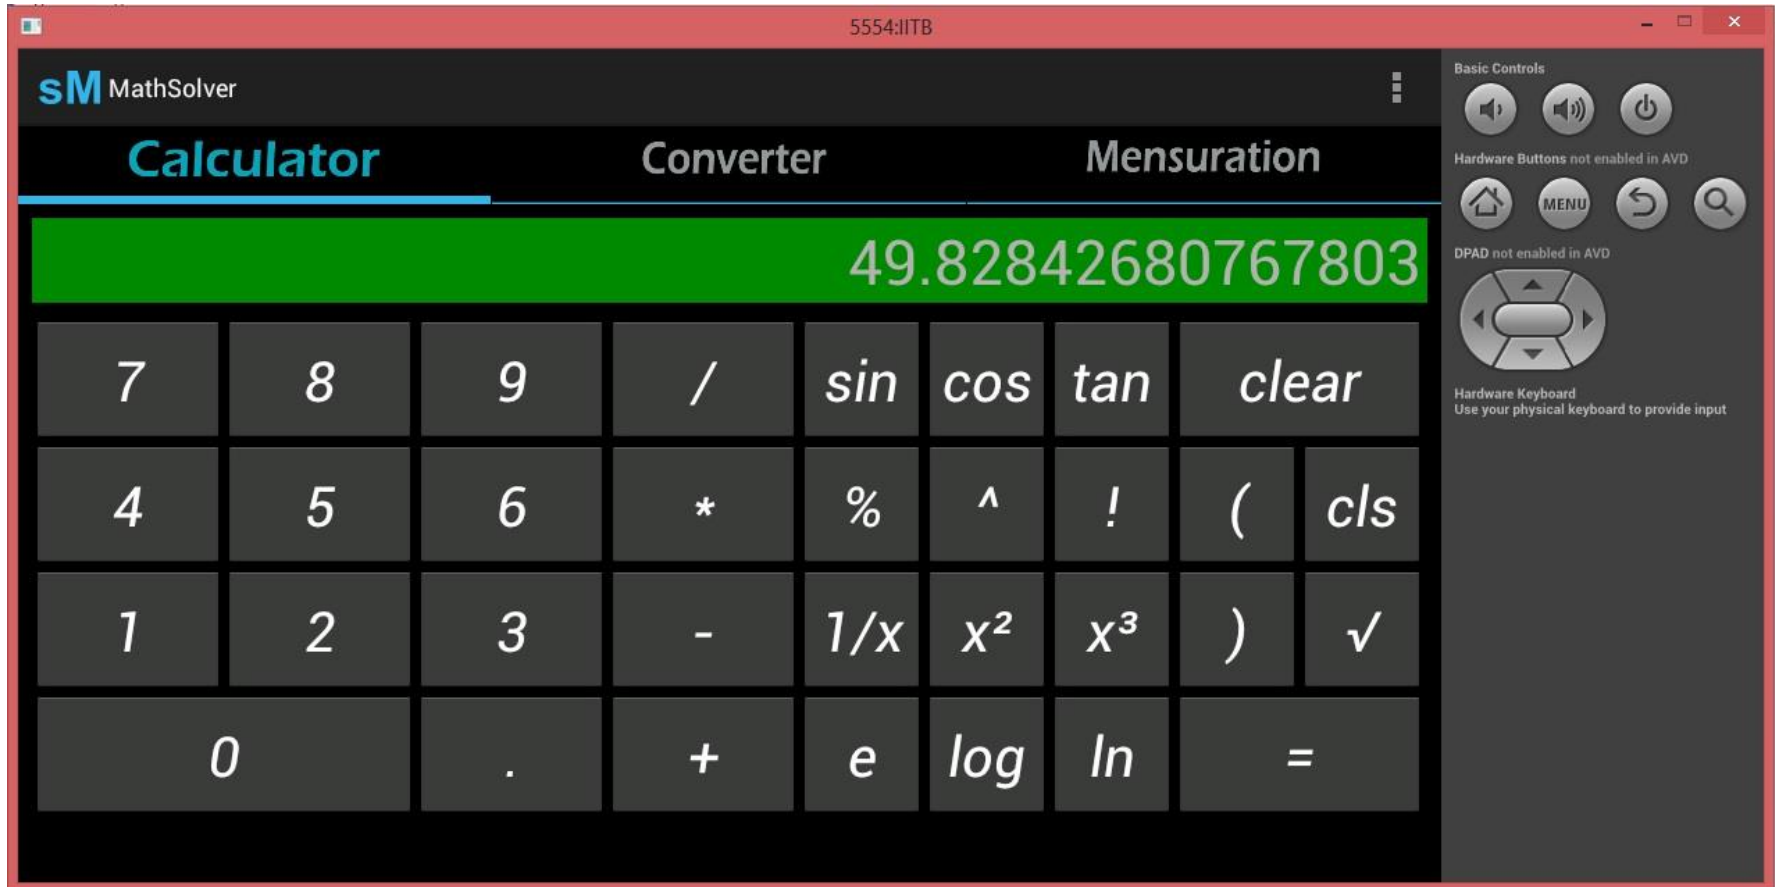 5554:IITB
sM MathSolver
Calculator Converter Mensuration
49.82842680767803
7 8 9 / sin cos tan clear
4 5 6 * % ^ ! ( cls
1 2 3 - 1/x x² x³ ) √
0 . + e log ln =
Basic Controls
Hardware Buttons not enabled in AVD
MENU
DPAD not enabled in AVD
Hardware Keyboard
Use your physical keyboard to provide input